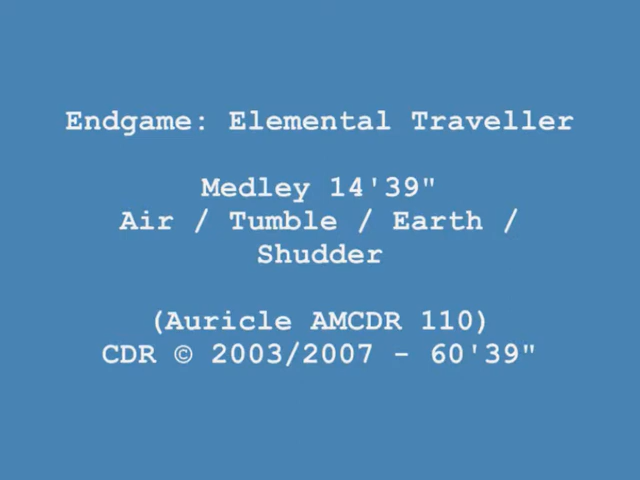 Endgame: Elemental Traveller
Medley 14'39"
Air / Tumble / Earth /
Shudder
(Auricle AMCDR 110)
CDR © 2003/2007 - 60'39"